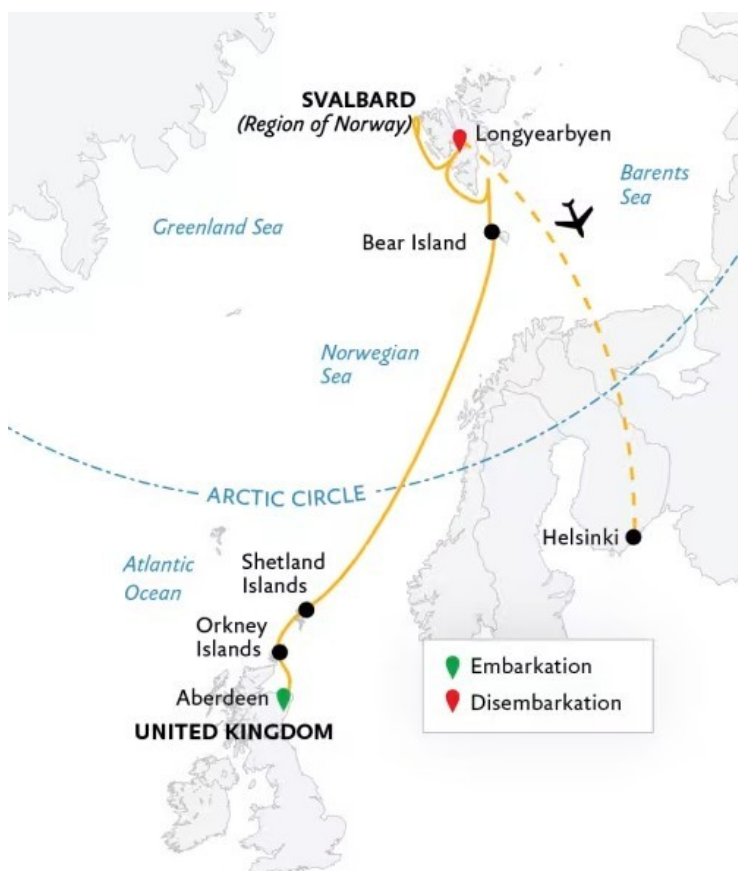 SVALBARD
(Region of Norway)
Longyearbyen
Barents
Sea
Greenland Sea
Bear Island
Norwegian
Sea
ARCTIC CIRCLE
Helsinki
Atlantic
Ocean
Shetland
Islands
Orkney
Islands
Aberdeen
UNITED KINGDOM
Embarkation
Disembarkation